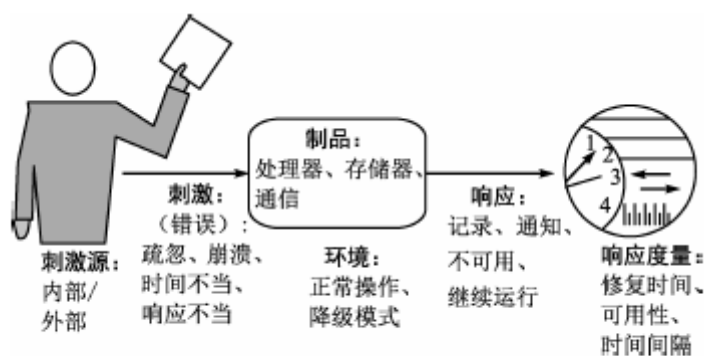 刺激源：
内部/
外部
刺激：
（错误）：
疏忽、崩溃、
时间不当、
响应不当
制品：
处理器、存储器、
通信
环境：
正常操作、
降级模式
响应：
记录、通知、
不可用、
继续运行
1
2
3
4
响应度量：
修复时间、
可用性、
时间间隔